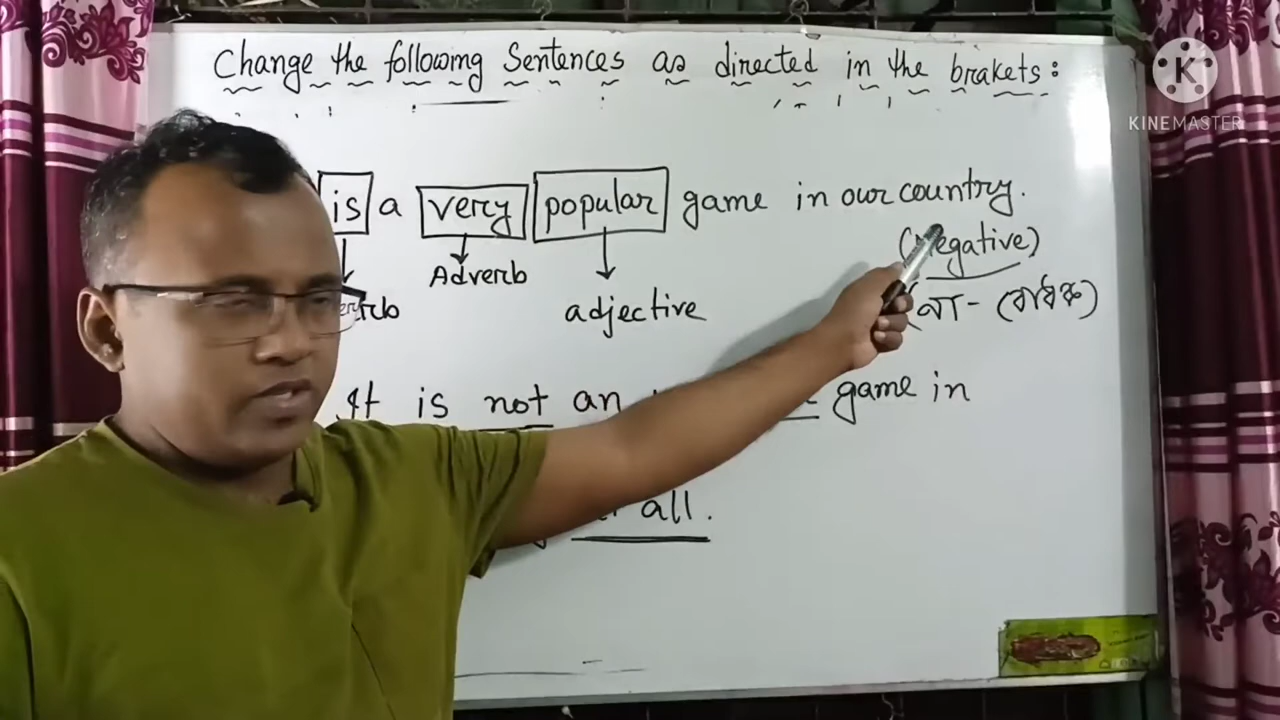 Change the following Sentences as directed in the brakets:
KINEMASTER
is a very popular game in our country.
Adverb
(Negative)
adjective
(না - বোধক)
It is not an game in
all.